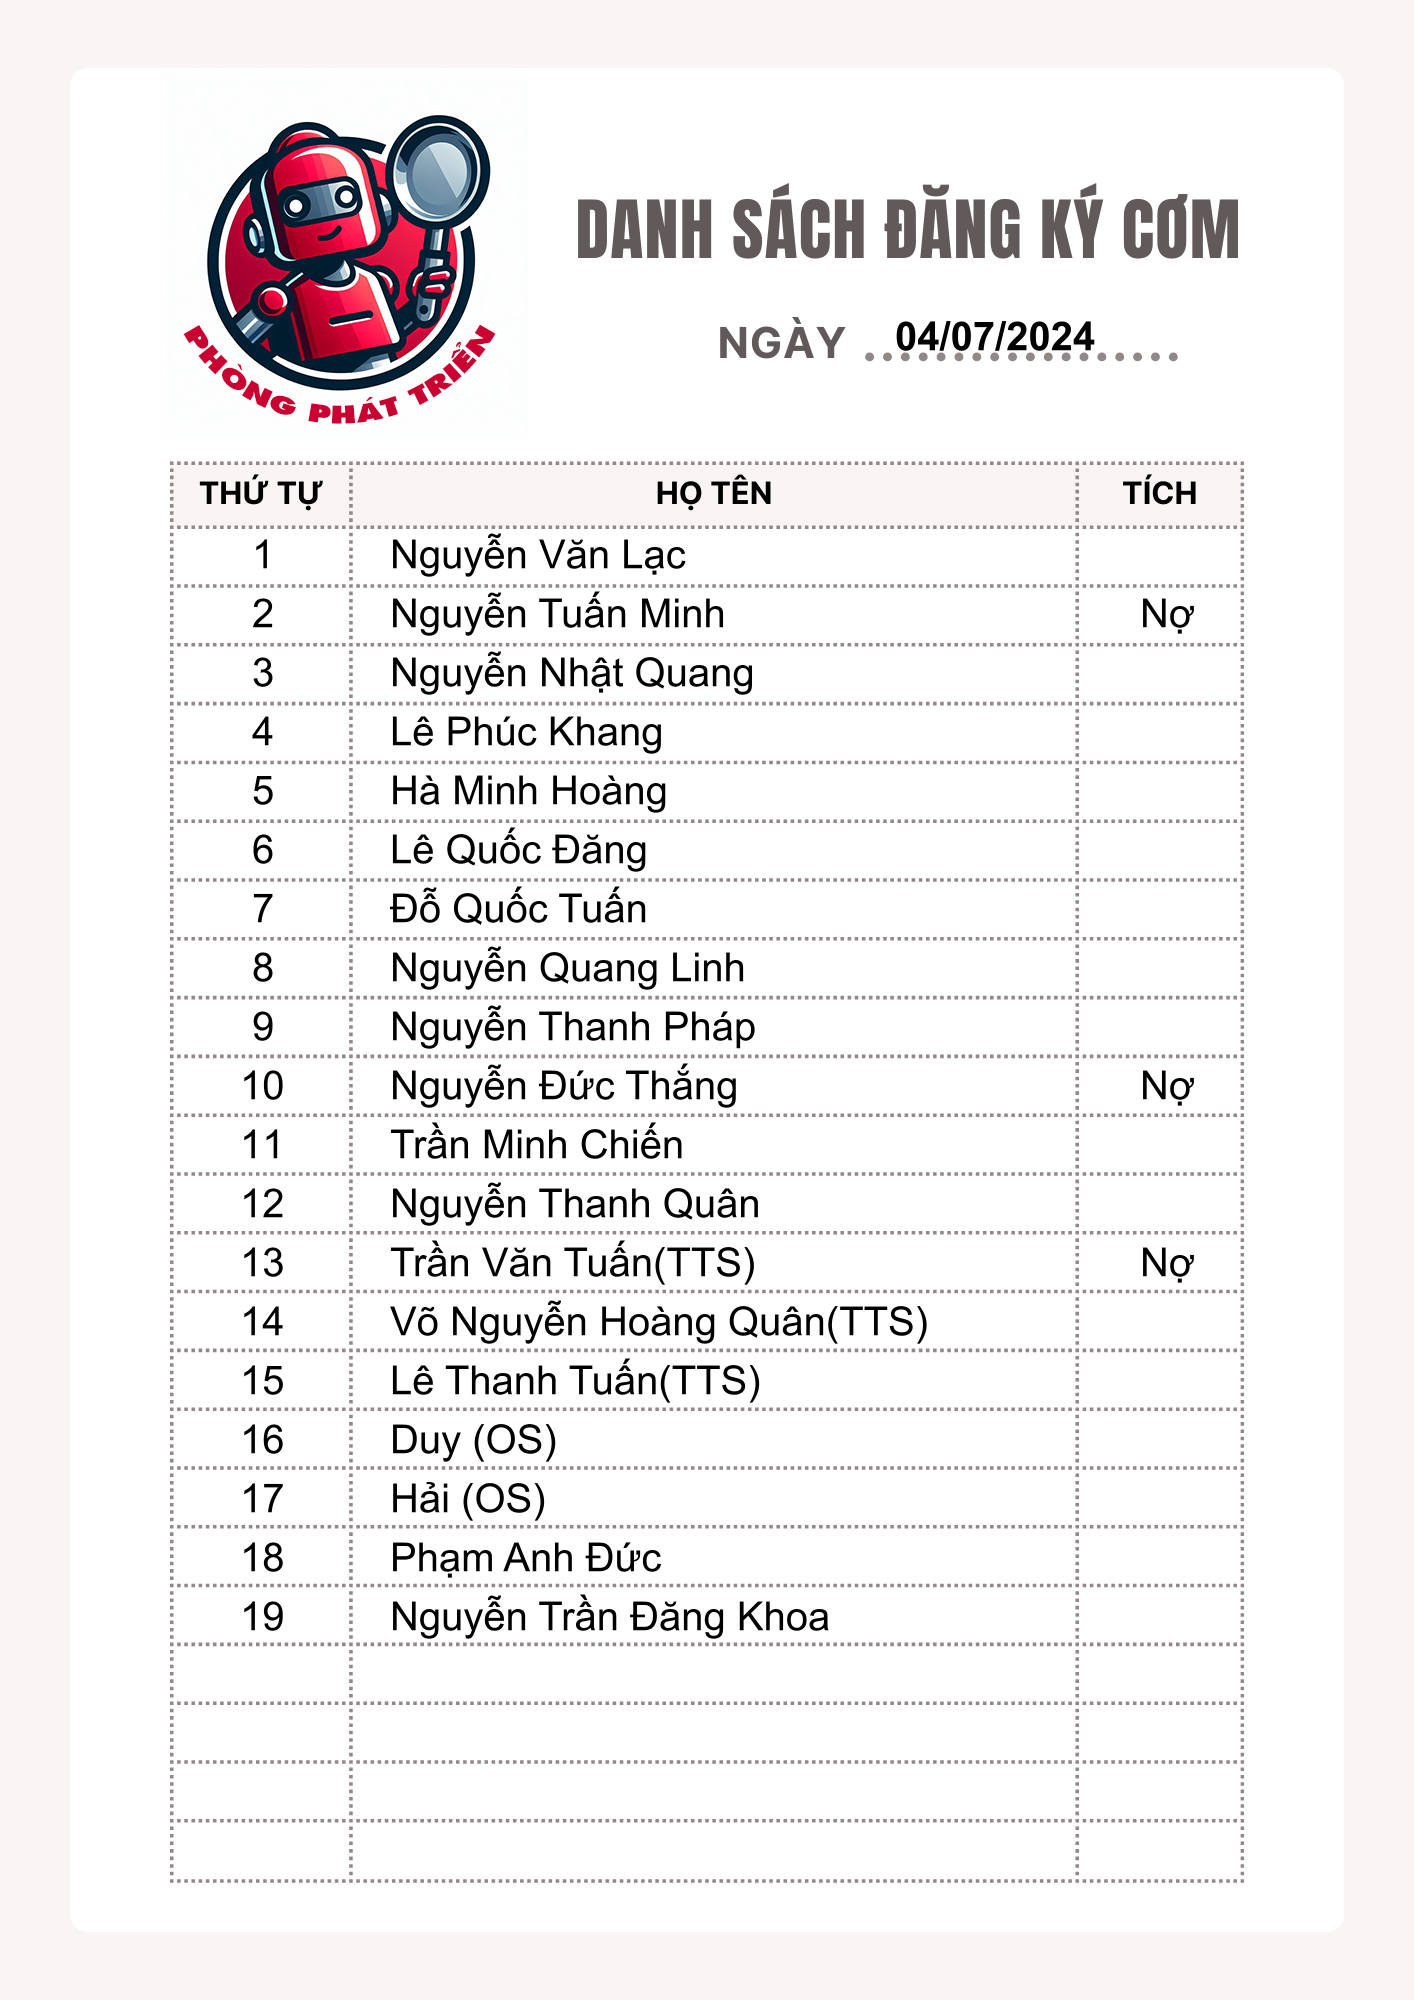 PHÒNG PHÁT TRIỂN
DANH SÁCH ĐĂNG KÝ CƠM
NGÀY 04/07/2024
THỨ TỰ HỌ TÊN TÍCH
1 Nguyễn Văn Lạc
2 Nguyễn Tuấn Minh Nợ
3 Nguyễn Nhật Quang
4 Lê Phúc Khang
5 Hà Minh Hoàng
6 Lê Quốc Đăng
7 Đỗ Quốc Tuấn
8 Nguyễn Quang Linh
9 Nguyễn Thanh Pháp
10 Nguyễn Đức Thắng Nợ
11 Trần Minh Chiến
12 Nguyễn Thanh Quân
13 Trần Văn Tuấn(TTS) Nợ
14 Võ Nguyễn Hoàng Quân(TTS)
15 Lê Thanh Tuấn(TTS)
16 Duy (OS)
17 Hải (OS)
18 Phạm Anh Đức
19 Nguyễn Trần Đăng Khoa